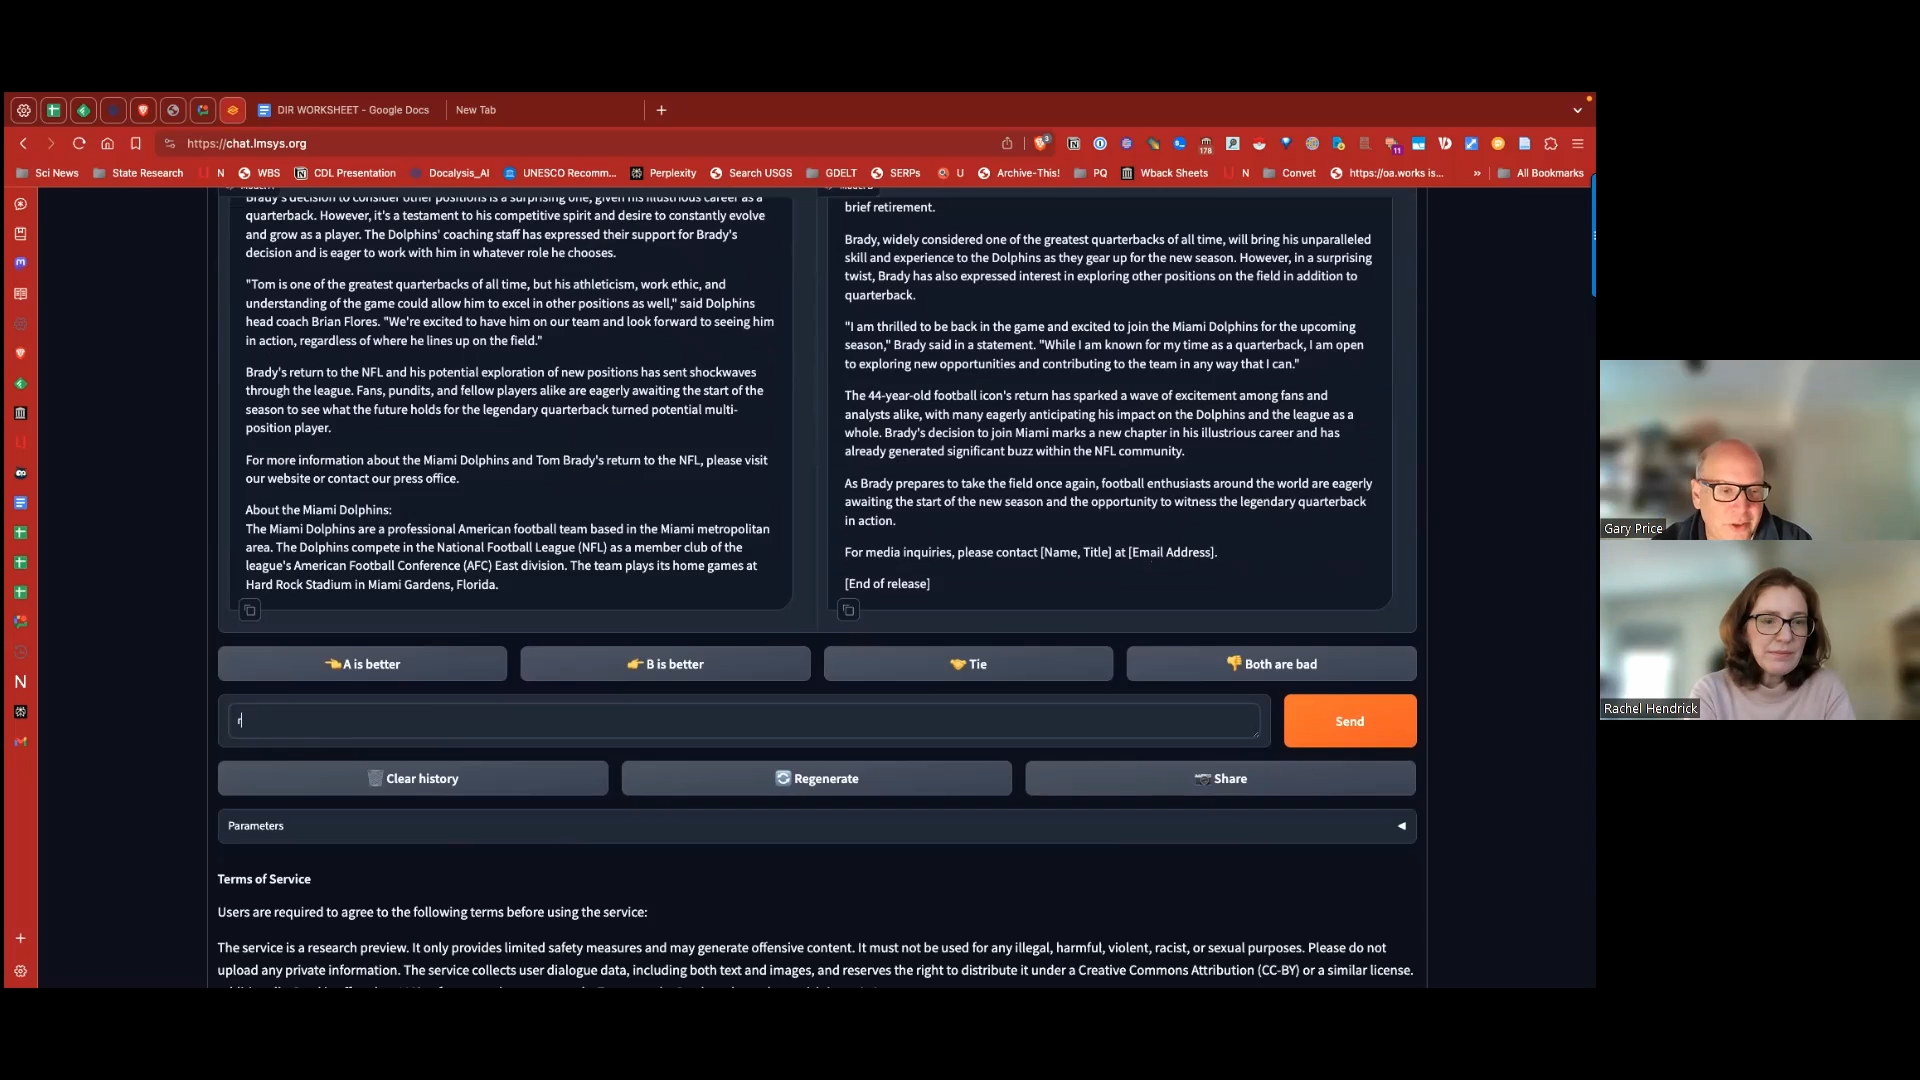 DIR WORKSHEET - Google Docs
New Tab
https://chat.lmsys.org
Sci News
State Research
N
WBS
CDL Presentation
Docalysis_AI
UNESCO Recomm...
Perplexity
Search USGS
GDELT
SERPs
Archive-This!
U
PQ
Wback Sheets
N
Convet
https://oa.works is...
»
All Bookmarks
Brady's decision to consider other positions is a surprising one, given his illustrious career as a
quarterback. However, it's a testament to his competitive spirit and desire to constantly evolve
and grow as a player. The Dolphins' coaching staff has expressed their support for Brady's
decision and is eager to work with him in whatever role he chooses.
"Tom is one of the greatest quarterbacks of all time, but his athleticism, work ethic, and
understanding of the game could allow him to excel in other positions as well," said Dolphins
head coach Brian Flores. "We're excited to have him on our team and look forward to seeing him
in action, regardless of where he lines up on the field."
Brady's return to the NFL and his potential exploration of new positions has sent shockwaves
through the league. Fans, pundits, and fellow players alike are eagerly awaiting the start of the
season to see what the future holds for the legendary quarterback turned potential multi-
position player.
For more information about the Miami Dolphins and Tom Brady's return to the NFL, please visit
our website or contact our press office.
About the Miami Dolphins:
The Miami Dolphins are a professional American football team based in the Miami metropolitan
area. The Dolphins compete in the National Football League (NFL) as a member club of the
league's American Football Conference (AFC) East division. The team plays its home games at
Hard Rock Stadium in Miami Gardens, Florida.
brief retirement.
Brady, widely considered one of the greatest quarterbacks of all time, will bring his unparalleled
skill and experience to the Dolphins as they gear up for the new season. However, in a surprising
twist, Brady has also expressed interest in exploring other positions on the field in addition to
quarterback.
"I am thrilled to be back in the game and excited to join the Miami Dolphins for the upcoming
season," Brady said in a statement. "While I am known for my time as a quarterback, I am open
to exploring new opportunities and contributing to the team in any way that I can."
The 44-year-old football icon's return has sparked a wave of excitement among fans and
analysts alike, with many eagerly anticipating his impact on the Dolphins and the league as a
whole. Brady's decision to join Miami marks a new chapter in his illustrious career and has
already generated significant buzz within the NFL community.
As Brady prepares to take the field once again, football enthusiasts around the world are eagerly
awaiting the start of the new season and the opportunity to witness the legendary quarterback
in action.
For media inquiries, please contact [Name, Title] at [Email Address].
[End of release]
A is better
B is better
Tie
Both are bad
r
Send
Clear history
Regenerate
Share
Parameters
Terms of Service
Users are required to agree to the following terms before using the service:
The service is a research preview. It only provides limited safety measures and may generate offensive content. It must not be used for any illegal, harmful, violent, racist, or sexual purposes. Please do not
upload any private information. The service collects user dialogue data, including both text and images, and reserves the right to distribute it under a Creative Commons Attribution (CC-BY) or a similar license.
Gary Price
Rachel Hendrick